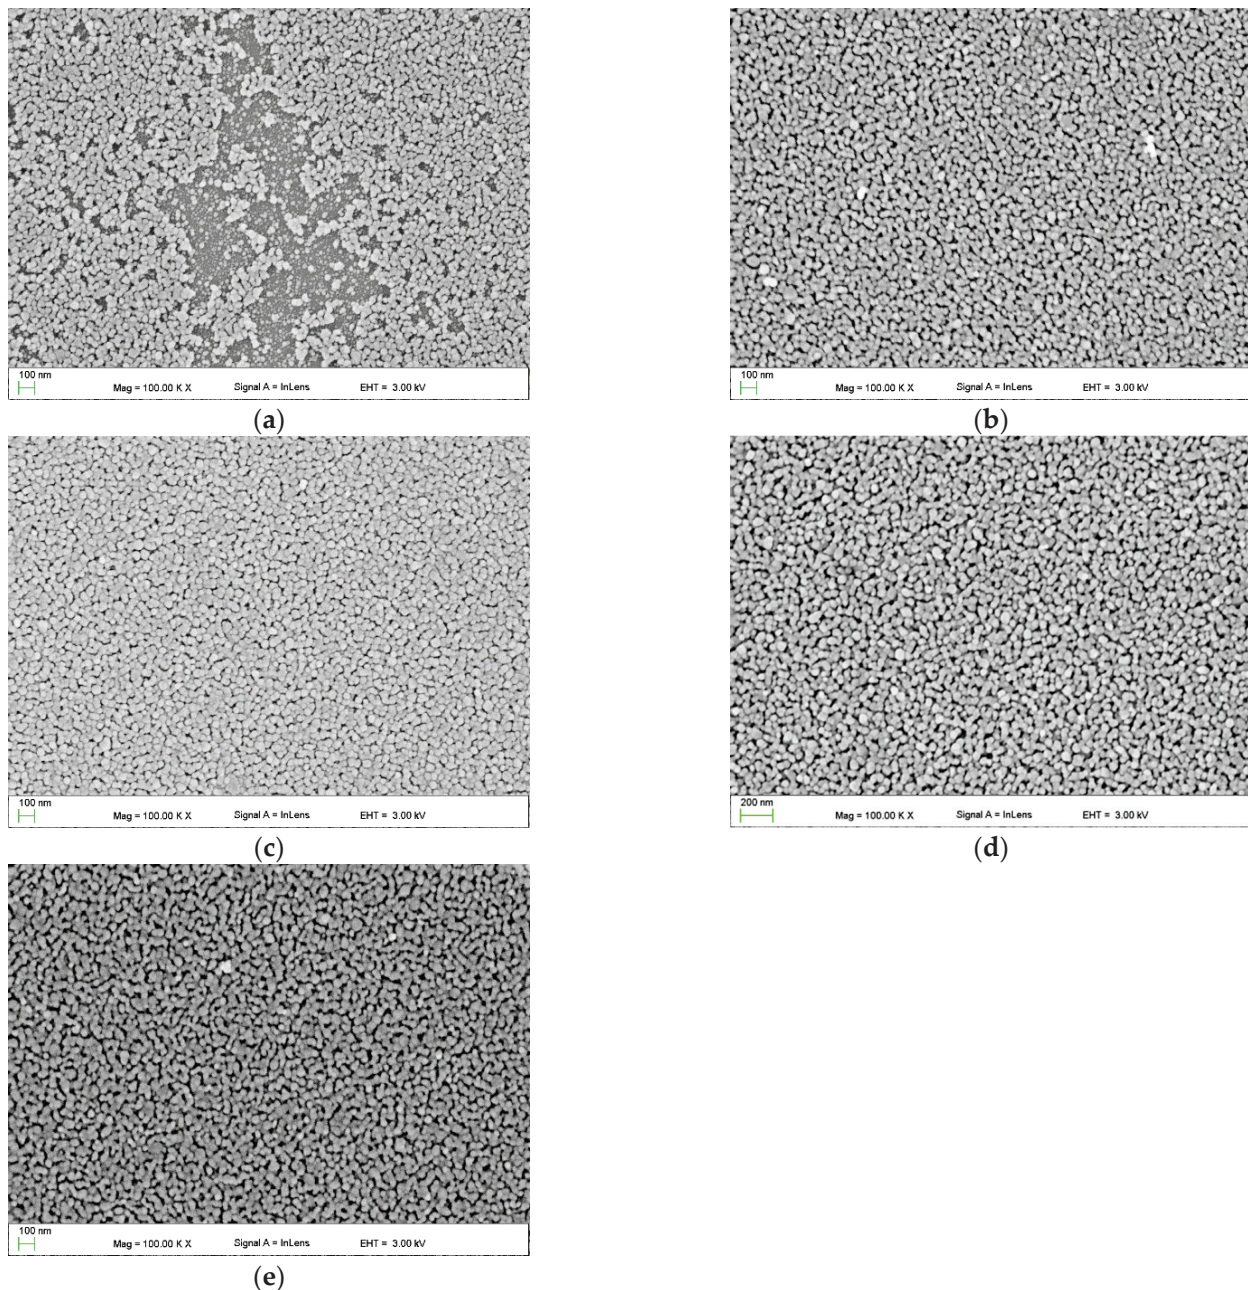 100 nm
Mag = 100.00 K X Signal A = InLens EHT = 3.00 kV
(a)
100 nm
Mag = 100.00 K X Signal A = InLens EHT = 3.00 kV
(b)
100 nm
Mag = 100.00 K X Signal A = InLens EHT = 3.00 kV
(c)
200 nm
Mag = 100.00 K X Signal A = InLens EHT = 3.00 kV
(d)
100 nm
Mag = 100.00 K X Signal A = InLens EHT = 3.00 kV
(e)